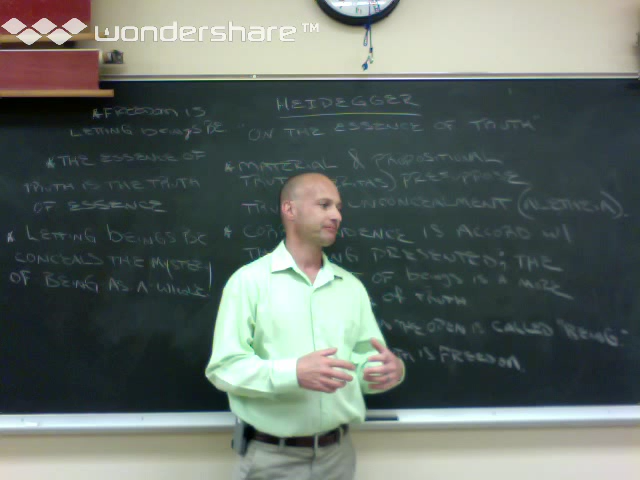 wondershare™
HEIDEGGER
"ON THE ESSENCE OF TRUTH"
* FREEDOM IS
LETTING BEINGS BE
* THE ESSENCE OF
TRUTH IS THE TRUTH
OF ESSENCE
* LETTING BEINGS BE
CONCEALS THE MYSTERY
OF BEING AS A WHOLE!
* MATERIAL & PROPOSITIONAL
PRESUPPOSE
UNCONCEALMENT (ALETHEIA)
* IS ACCORD W/
PRESENTED; THE
OF BEINGS IS A MERE
OF TRUTH
THE OPEN IS CALLED "BEING"
IS FREEDOM.